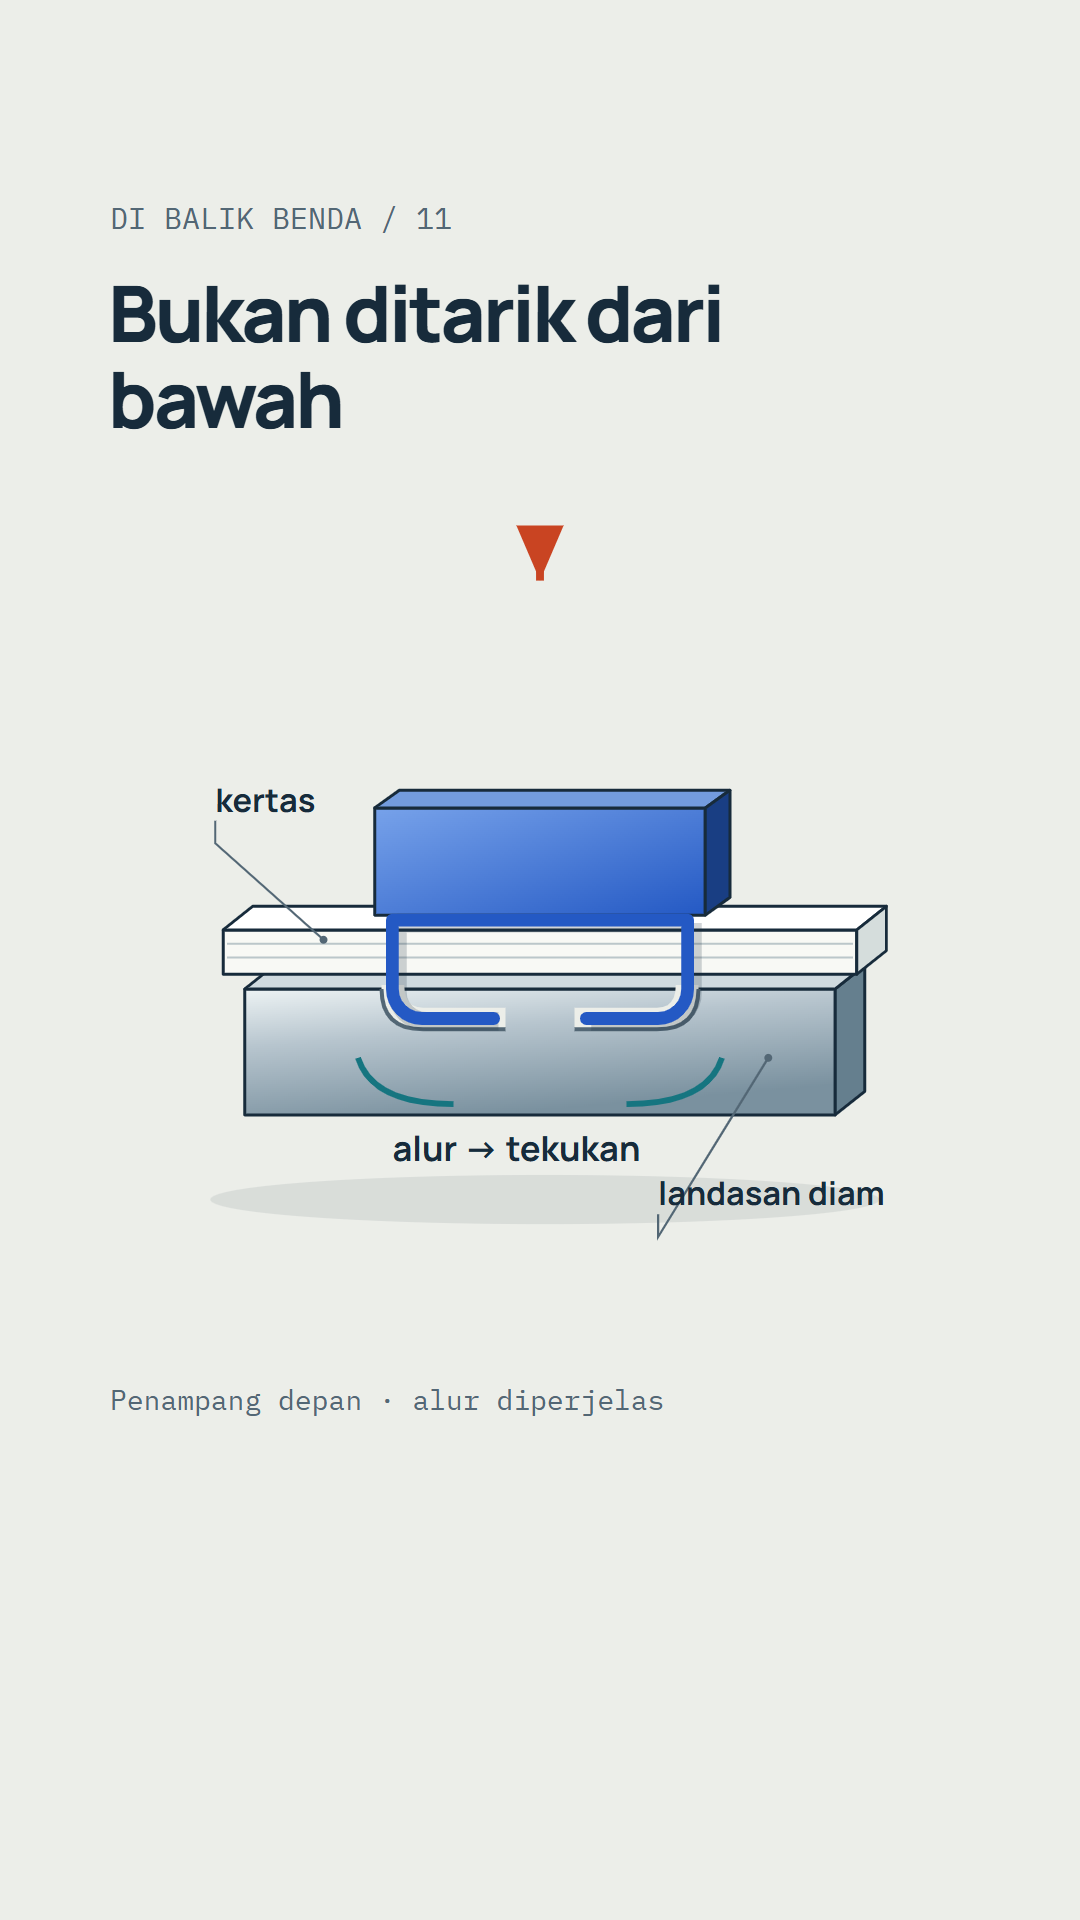 DI BALIK BENDA / 11
Bukan ditarik dari
bawah
kertas
alur → tekukan
landasan diam
Penampang depan · alur diperjelas